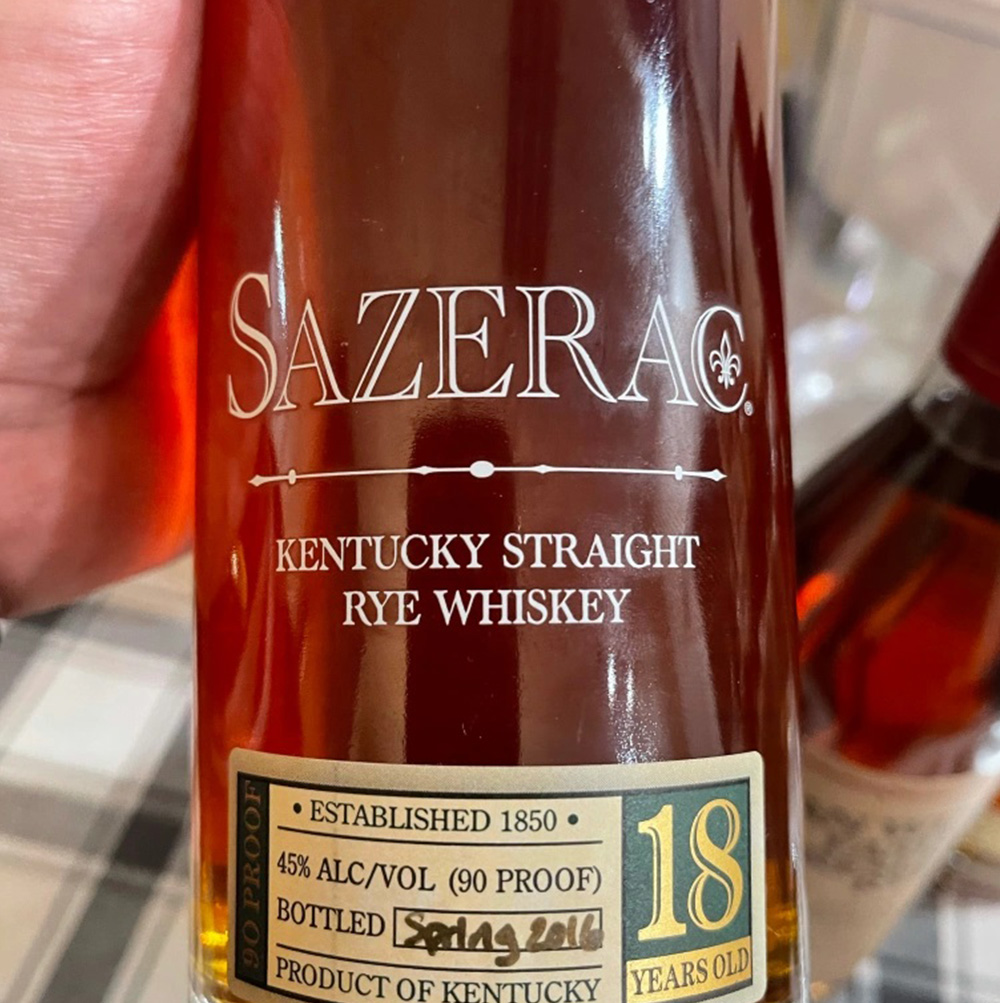 SAZERAC®
KENTUCKY STRAIGHT
RYE WHISKEY
90 PROOF
• ESTABLISHED 1850 •
45% ALC/VOL (90 PROOF)
BOTTLED Spring 2016
PRODUCT OF KENTUCKY
18
YEARS OLD